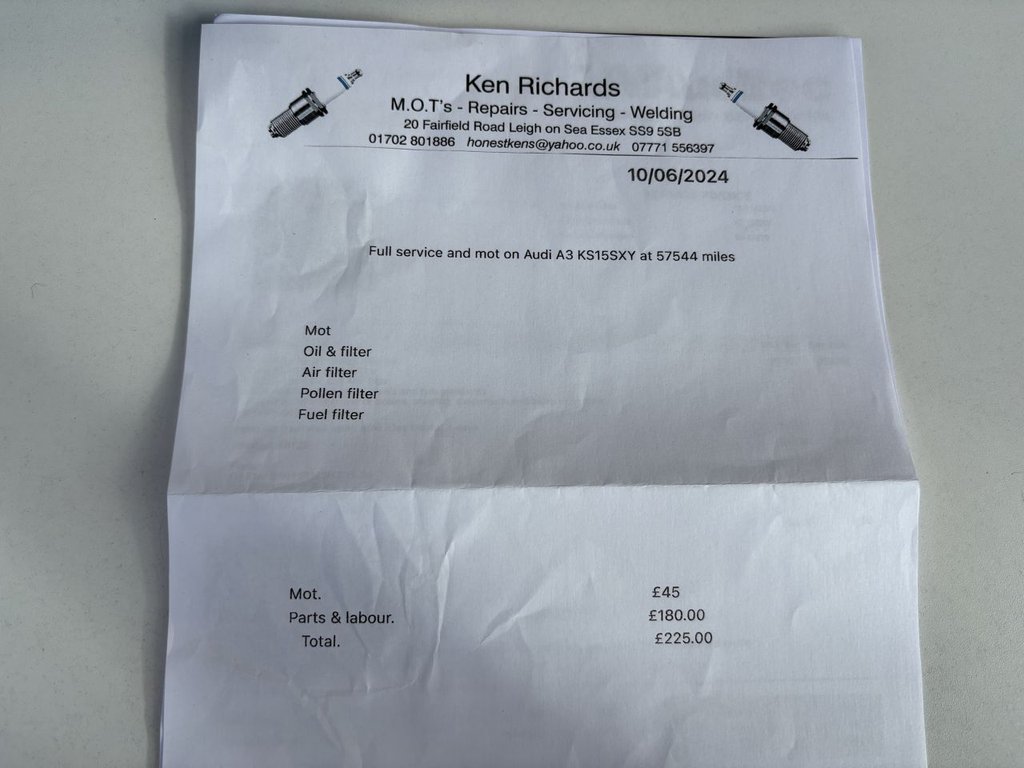 Ken Richards
M.O.T's - Repairs - Servicing - Welding
20 Fairfield Road Leigh on Sea Essex SS9 5SB
01702 801886 honestkens@yahoo.co.uk 07771 556397
10/06/2024
Full service and mot on Audi A3 KS15SXY at 57544 miles
Mot
Oil & filter
Air filter
Pollen filter
Fuel filter
Mot. £45
Parts & labour. £180.00
Total. £225.00